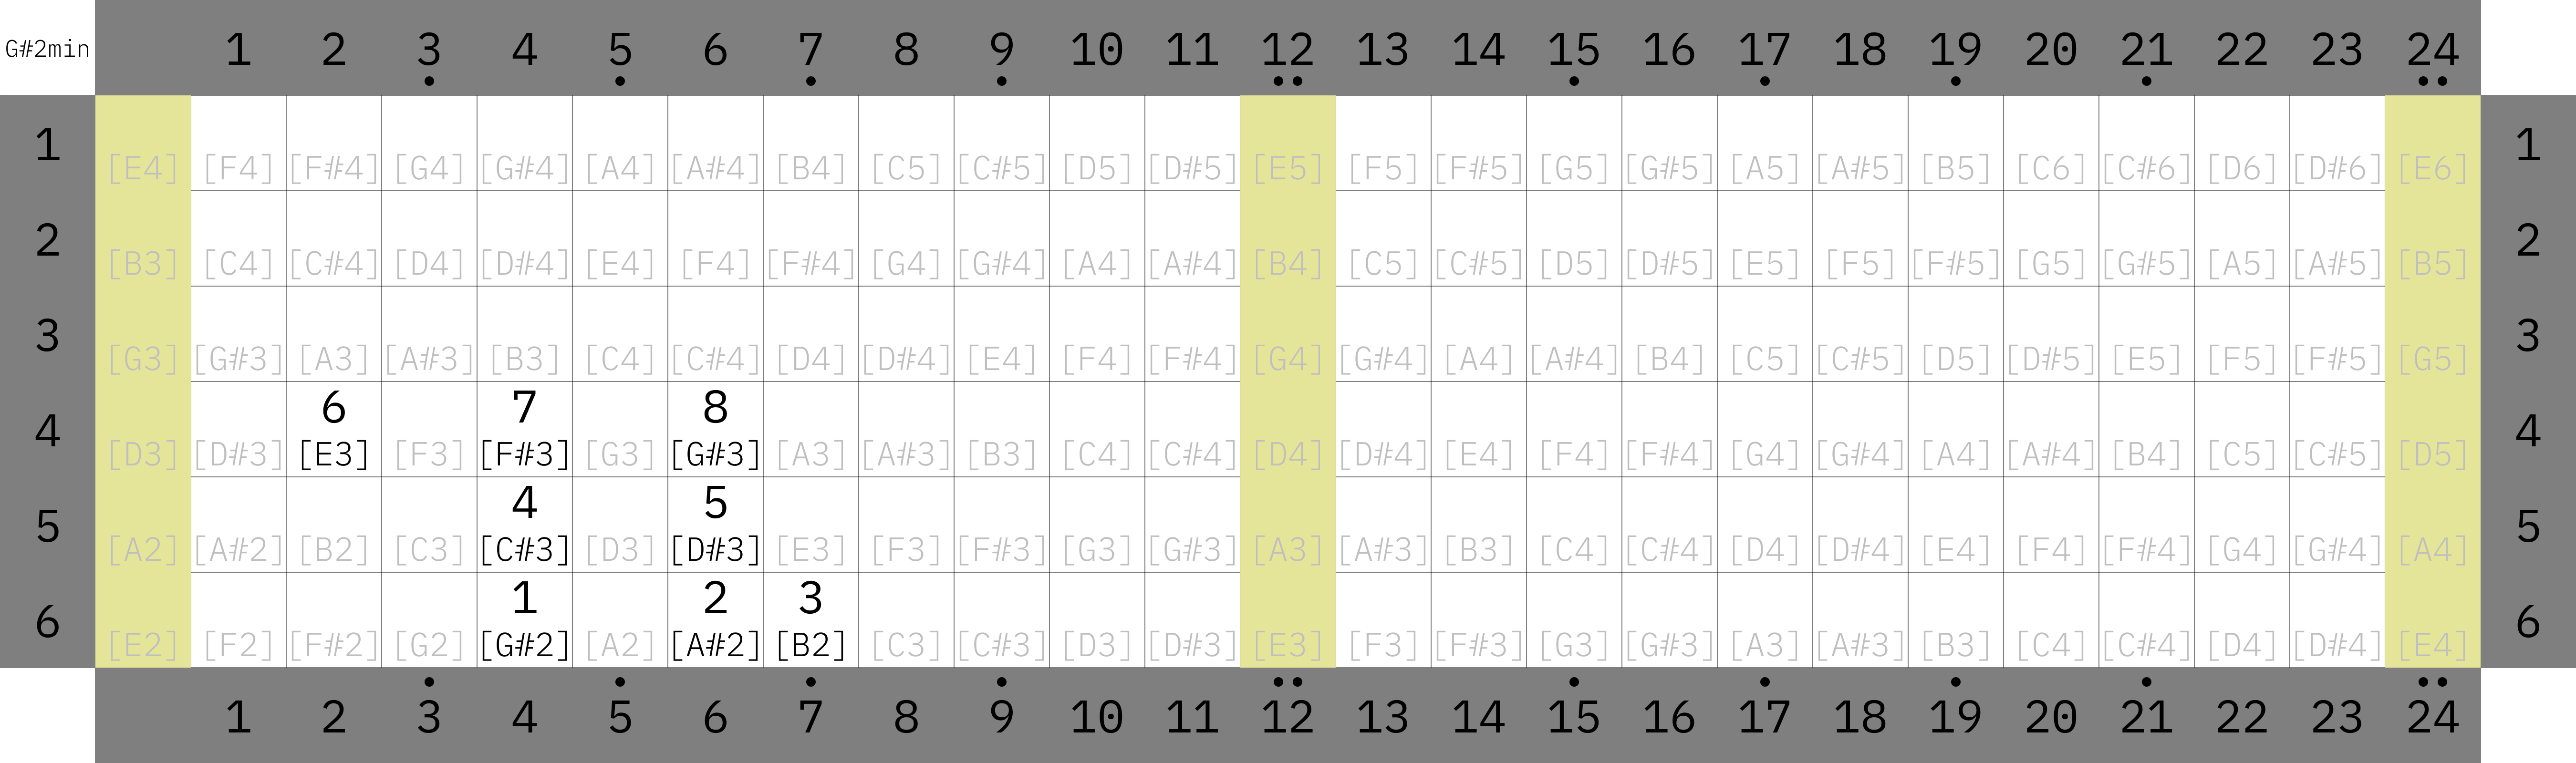 G#2min 1 2 3 4 5 6 7 8 9 10 11 12 13 14 15 16 17 18 19 20 21 22 23 24
1 [E4] [F4] [F#4] [G4] [G#4] [A4] [A#4] [B4] [C5] [C#5] [D5] [D#5] [E5] [F5] [F#5] [G5] [G#5] [A5] [A#5] [B5] [C6] [C#6] [D6] [D#6] [E6] 1
2 [B3] [C4] [C#4] [D4] [D#4] [E4] [F4] [F#4] [G4] [G#4] [A4] [A#4] [B4] [C5] [C#5] [D5] [D#5] [E5] [F5] [F#5] [G5] [G#5] [A5] [A#5] [B5] 2
3 [G3] [G#3] [A3] [A#3] [B3] [C4] [C#4] [D4] [D#4] [E4] [F4] [F#4] [G4] [G#4] [A4] [A#4] [B4] [C5] [C#5] [D5] [D#5] [E5] [F5] [F#5] [G5] 3
6 7 8
4 [D3] [D#3] [E3] [F3] [F#3] [G3] [G#3] [A3] [A#3] [B3] [C4] [C#4] [D4] [D#4] [E4] [F4] [F#4] [G4] [G#4] [A4] [A#4] [B4] [C5] [C#5] [D5] 4
4 5
5 [A2] [A#2] [B2] [C3] [C#3] [D3] [D#3] [E3] [F3] [F#3] [G3] [G#3] [A3] [A#3] [B3] [C4] [C#4] [D4] [D#4] [E4] [F4] [F#4] [G4] [G#4] [A4] 5
1 2 3
6 [E2] [F2] [F#2] [G2] [G#2] [A2] [A#2] [B2] [C3] [C#3] [D3] [D#3] [E3] [F3] [F#3] [G3] [G#3] [A3] [A#3] [B3] [C4] [C#4] [D4] [D#4] [E4] 6
1 2 3 4 5 6 7 8 9 10 11 12 13 14 15 16 17 18 19 20 21 22 23 24